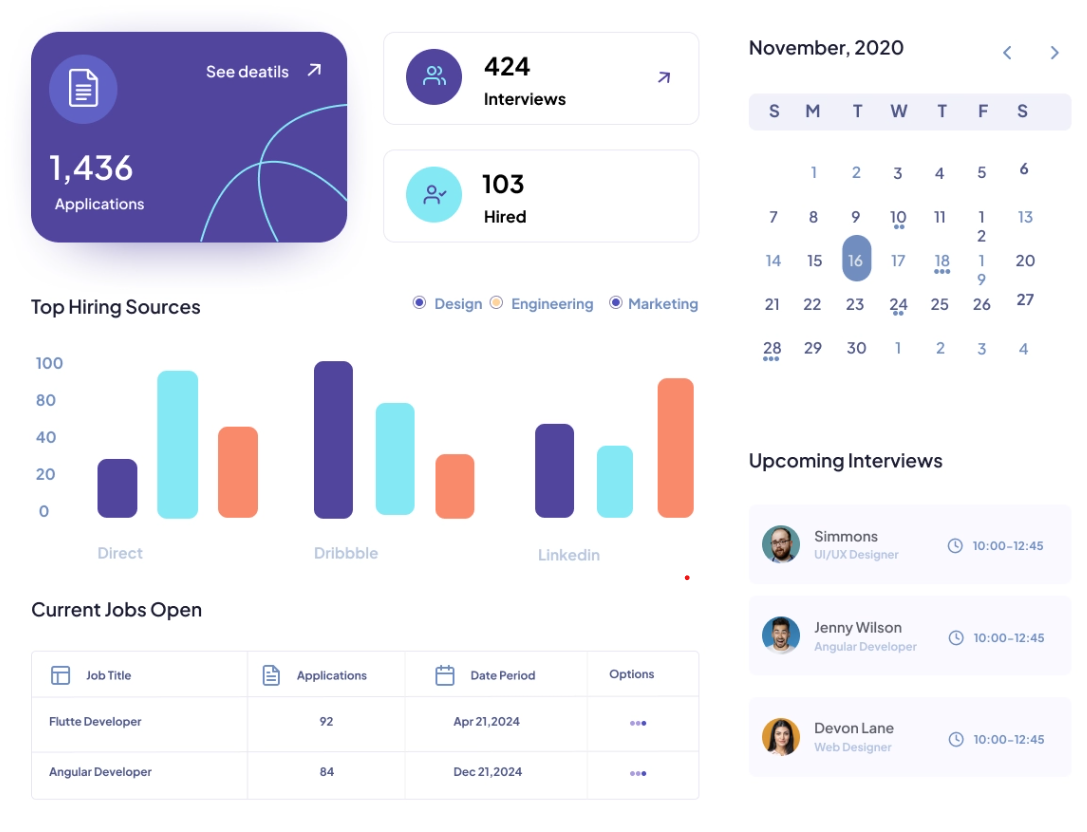 See deatils
1,436
Applications
424
Interviews
103
Hired
Top Hiring Sources
Design Engineering Marketing
100
80
40
20
0
Direct Dribbble Linkedin
Current Jobs Open
Job Title Applications Date Period Options
Flutte Developer 92 Apr 21,2024
Angular Developer 84 Dec 21,2024
November, 2020
S M T W T F S
1 2 3 4 5 6
7 8 9 10 11 1 13
2
14 15 16 17 18 1 20
9
21 22 23 24 25 26 27
28 29 30 1 2 3 4
Upcoming Interviews
Simmons
UI/UX Designer
10:00-12:45
Jenny Wilson
Angular Developer
10:00-12:45
Devon Lane
Web Designer
10:00-12:45